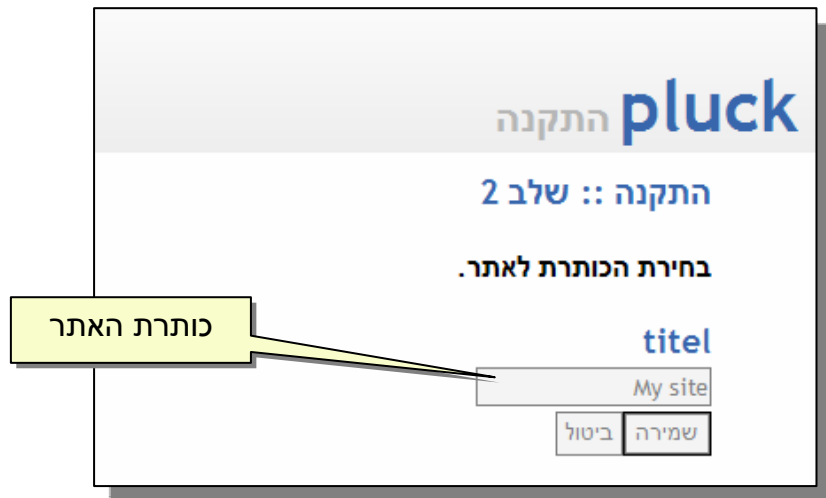 pluck התקנה
התקנה :: שלב 2
בחירת הכותרת לאתר.
כותרת האתר
titel
My site
שמירה ביטול